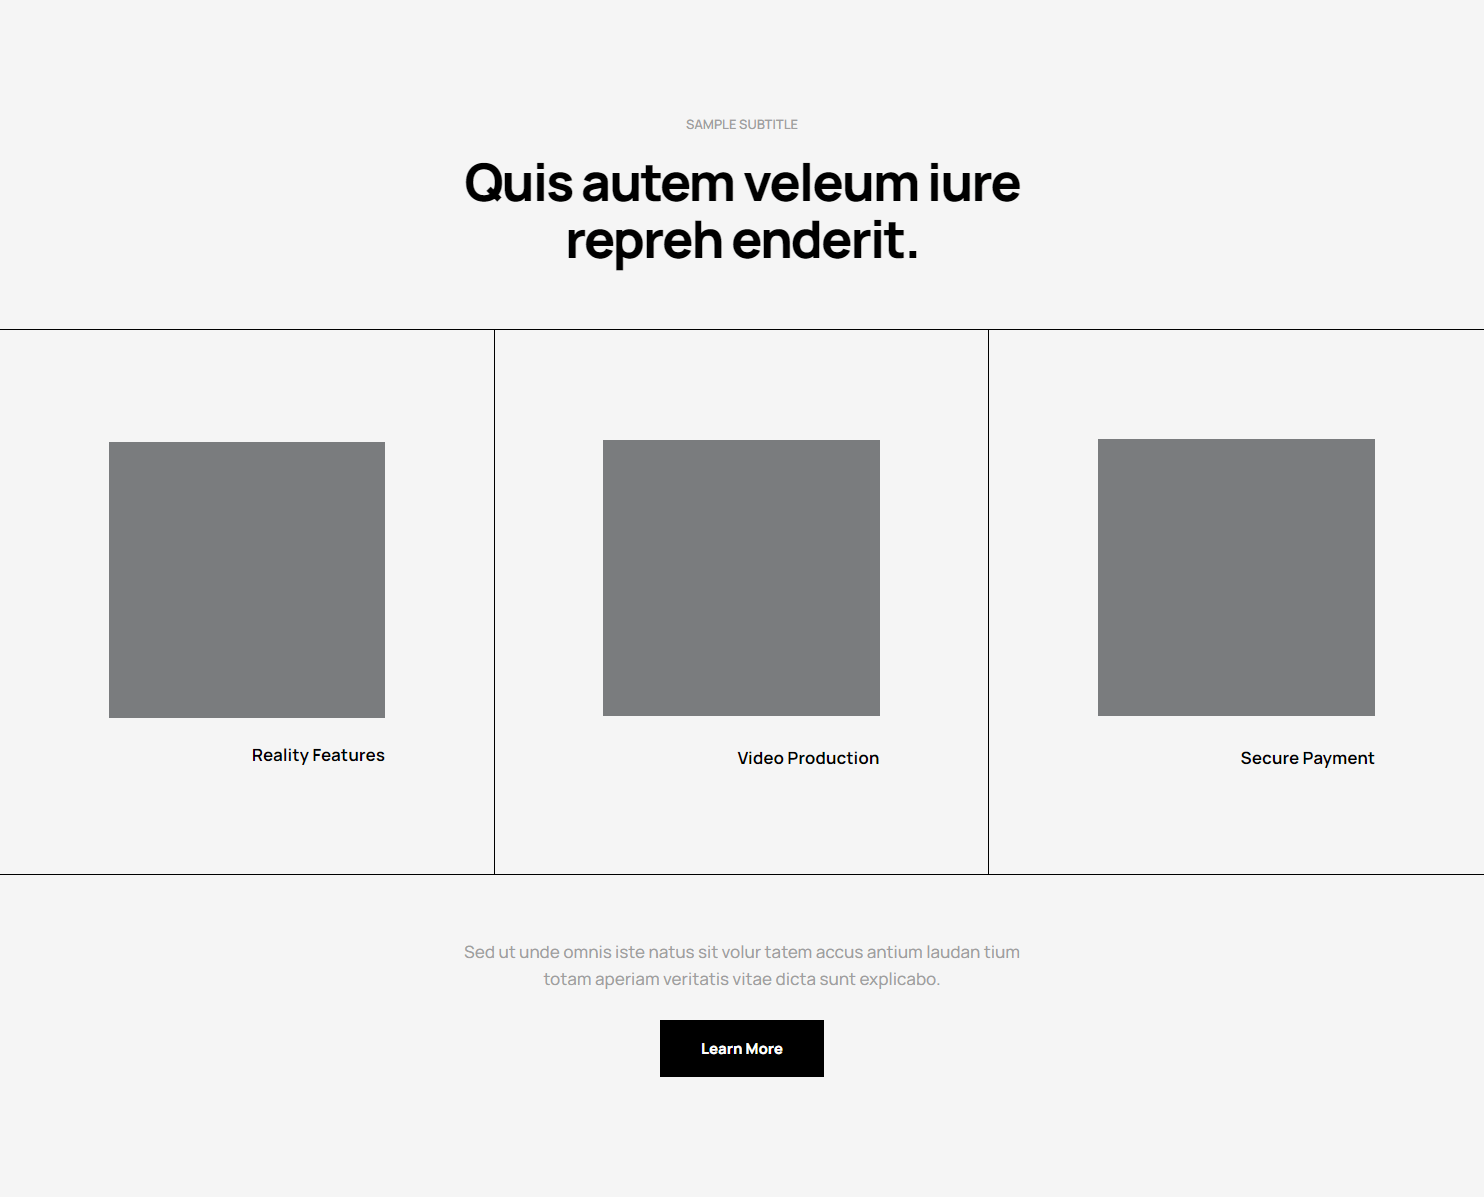 SAMPLE SUBTITLE
Quis autem veleum iure
repreh enderit.
Reality Features
Video Production
Secure Payment
Sed ut unde omnis iste natus sit volur tatem accus antium laudan tium
totam aperiam veritatis vitae dicta sunt explicabo.
Learn More